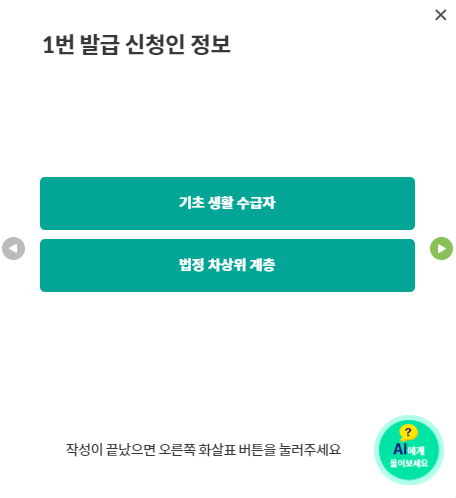 1번 발급 신청인 정보
기초 생활 수급자
법정 차상위 계층
작성이 끝났으면 오른쪽 화살표 버튼을 눌러주세요
?
AI에게
물어보세요